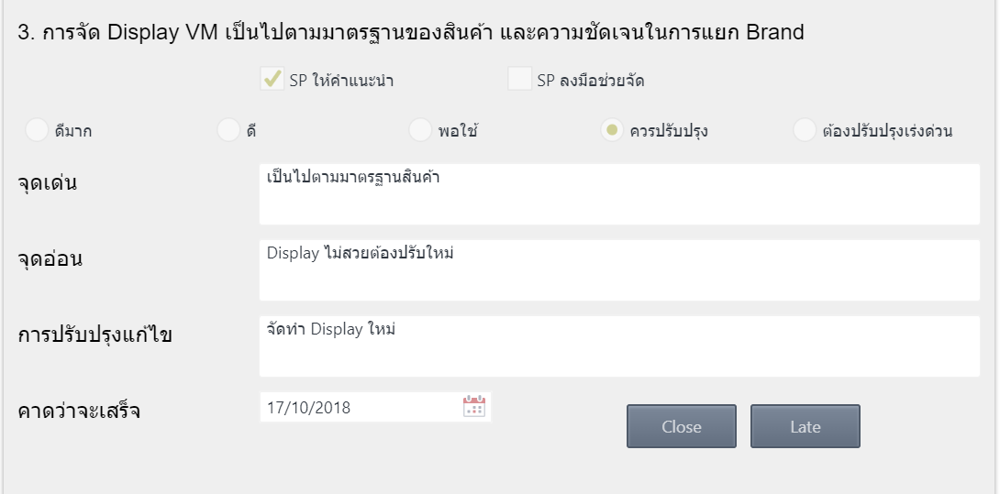 3. การจัด Display VM เป็นไปตามมาตรฐานของสินค้า และความชัดเจนในการแยก Brand
SP ให้คำแนะนำ SP ลงมือช่วยจัด
ดีมาก ดี พอใช้ ควรปรับปรุง ต้องปรับปรุงเร่งด่วน
จุดเด่น เป็นไปตามมาตรฐานสินค้า
จุดอ่อน Display ไม่สวยต้องปรับใหม่
การปรับปรุงแก้ไข จัดทำ Display ใหม่
คาดว่าจะเสร็จ 17/10/2018 Close Late